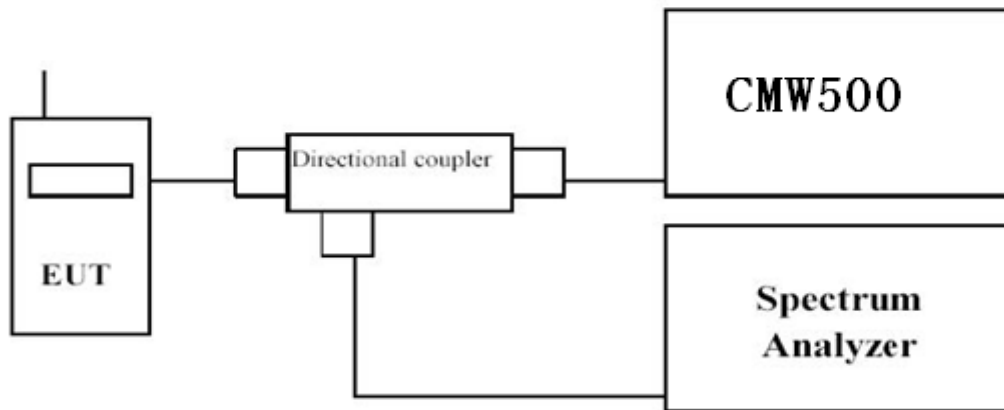 CMW500
Directional coupler
EUT
Spectrum
Analyzer